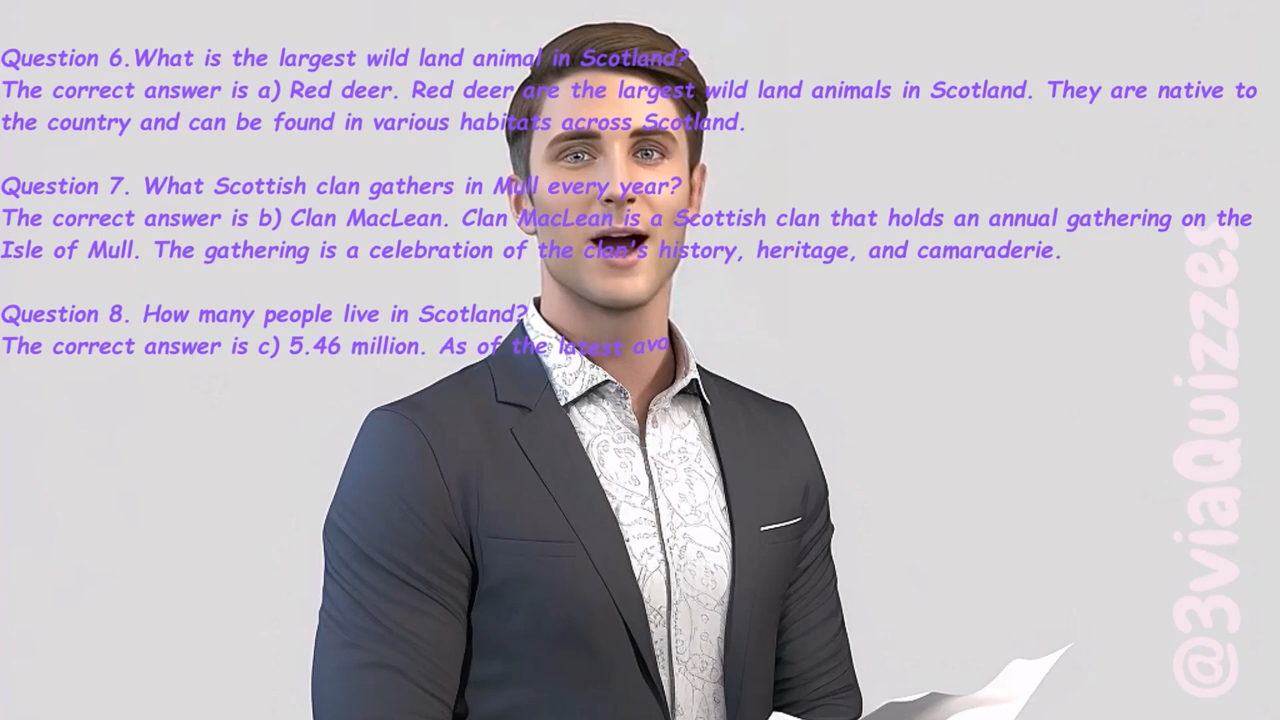 Question 6.What is the largest wild land animal in Scotland?
The correct answer is a) Red deer. Red deer are the largest wild land animals in Scotland. They are native to
the country and can be found in various habitats across Scotland.
Question 7. What Scottish clan gathers in Mull every year?
The correct answer is b) Clan MacLean. Clan MacLean is a Scottish clan that holds an annual gathering on the
Isle of Mull. The gathering is a celebration of the clan's history, heritage, and camaraderie.
Question 8. How many people live in Scotland?
The correct answer is c) 5.46 million. As of the latest ava
@3viaQuizzes